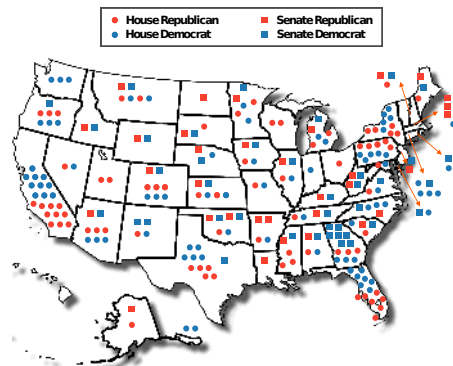 House Republican
Senate Republican
House Democrat
Senate Democrat